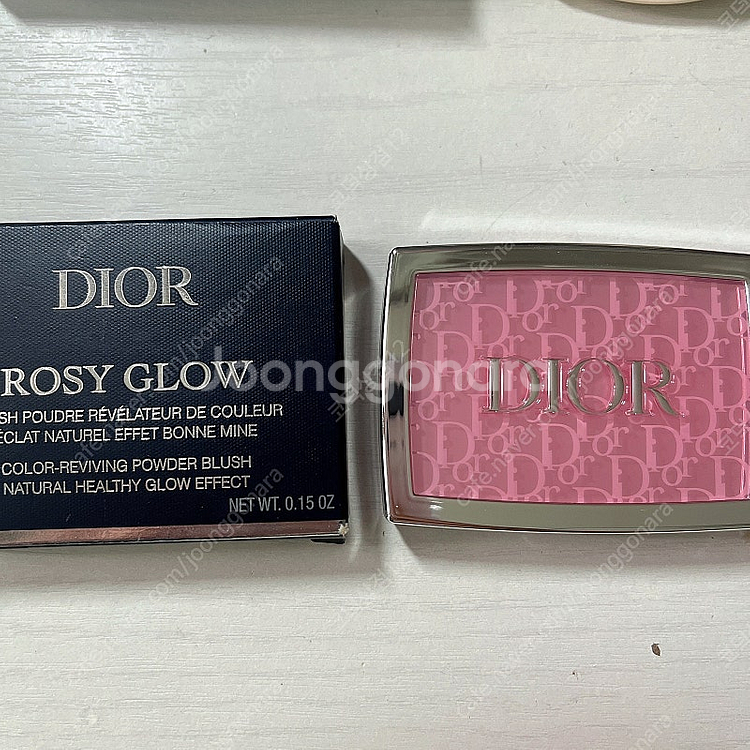 DIOR
ROSY GLOW
SH POUDRE RÉVÉLATEUR DE COULEUR
ÉCLAT NATUREL EFFET BONNE MINE
COLOR-REVIVING POWDER BLUSH
NATURAL HEALTHY GLOW EFFECT
NET WT. 0.15 OZ
DIOR
Joonggonara